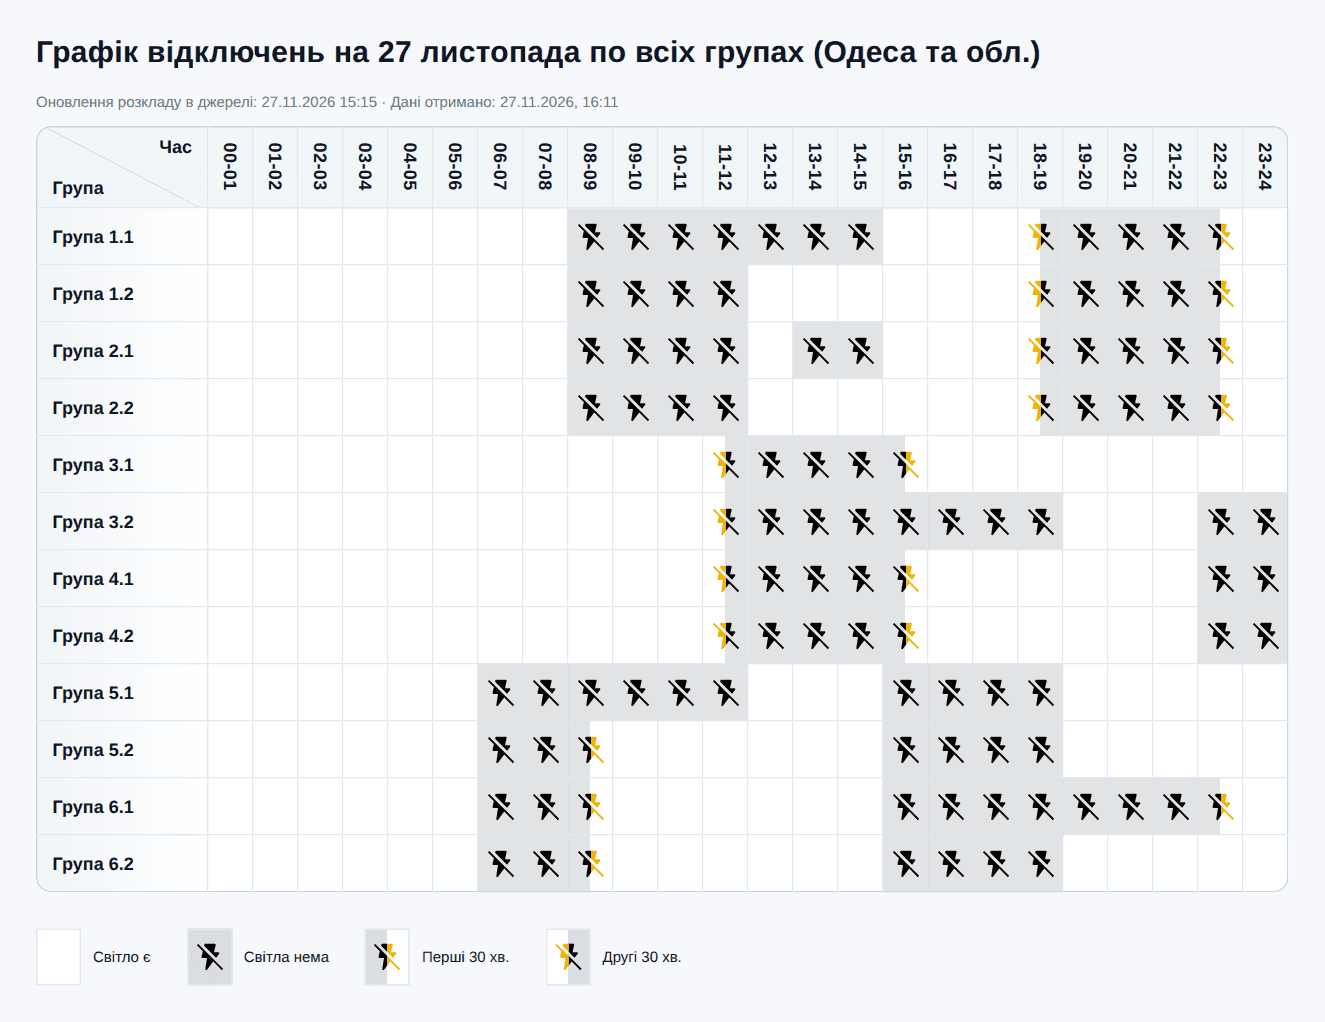 Графік відключень на 27 листопада по всіх групах (Одеса та обл.)
Оновлення розкладу в джерелі: 27.11.2026 15:15 · Дані отримано: 27.11.2026, 16:11
Час
Група
00-01 01-02 02-03 03-04 04-05 05-06 06-07 07-08 08-09 09-10 10-11 11-12 12-13 13-14 14-15 15-16 16-17 17-18 18-19 19-20 20-21 21-22 22-23 23-24
Група 1.1
Група 1.2
Група 2.1
Група 2.2
Група 3.1
Група 3.2
Група 4.1
Група 4.2
Група 5.1
Група 5.2
Група 6.1
Група 6.2
Світло є Світла нема Перші 30 хв. Другі 30 хв.